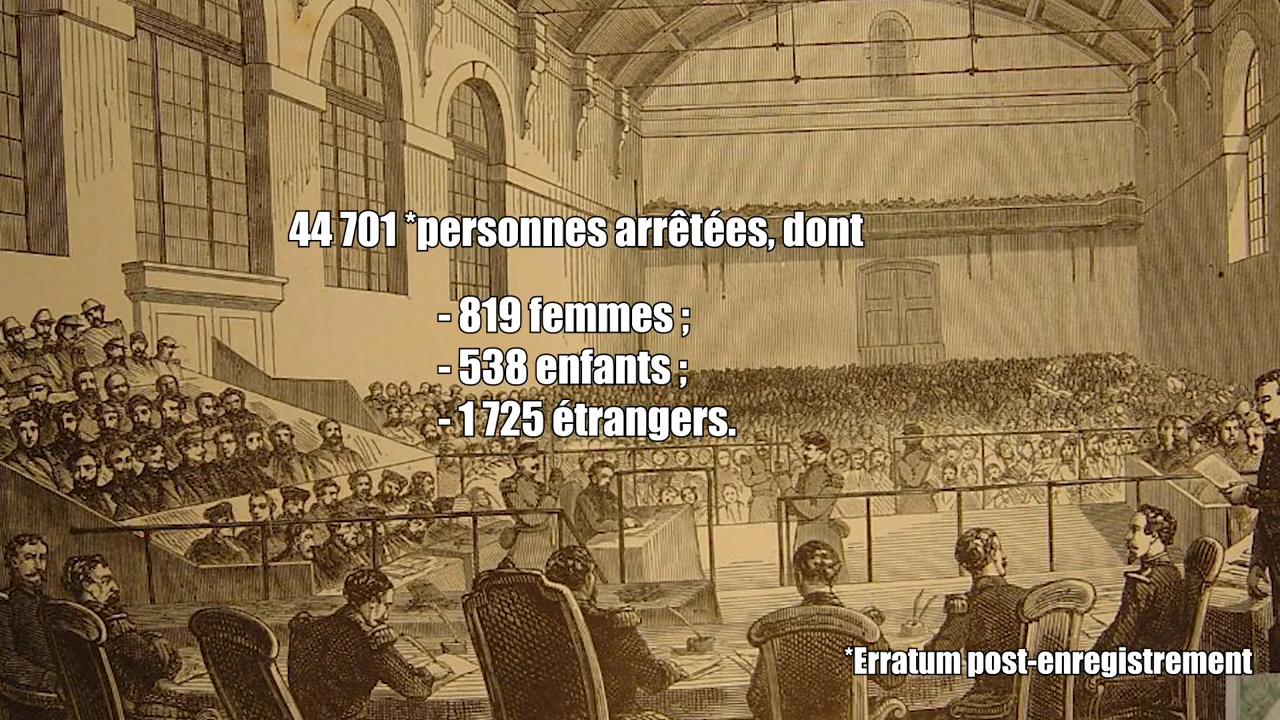 44 701 *personnes arrêtées, dont
- 819 femmes ;
- 538 enfants ;
- 1 725 étrangers.
*Erratum post-enregistrement